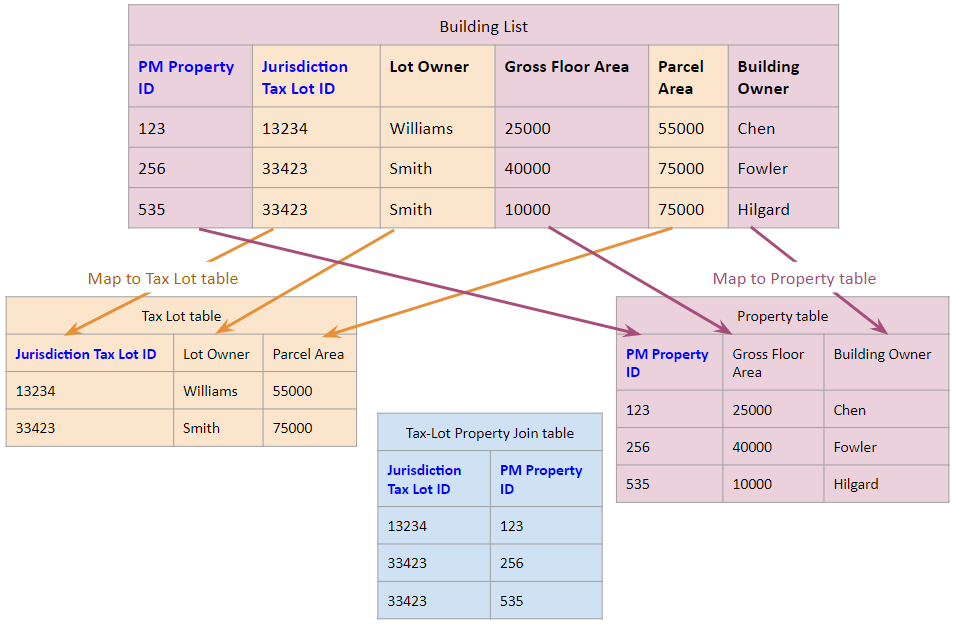 Building List
PM Property ID Jurisdiction Tax Lot ID Lot Owner Gross Floor Area Parcel Area Building Owner
123 13234 Williams 25000 55000 Chen
256 33423 Smith 40000 75000 Fowler
535 33423 Smith 10000 75000 Hilgard
Map to Tax Lot table
Map to Property table
Tax Lot table
Jurisdiction Tax Lot ID Lot Owner Parcel Area
13234 Williams 55000
33423 Smith 75000
Property table
PM Property ID Gross Floor Area Building Owner
123 25000 Chen
256 40000 Fowler
535 10000 Hilgard
Tax-Lot Property Join table
Jurisdiction Tax Lot ID PM Property ID
13234 123
33423 256
33423 535